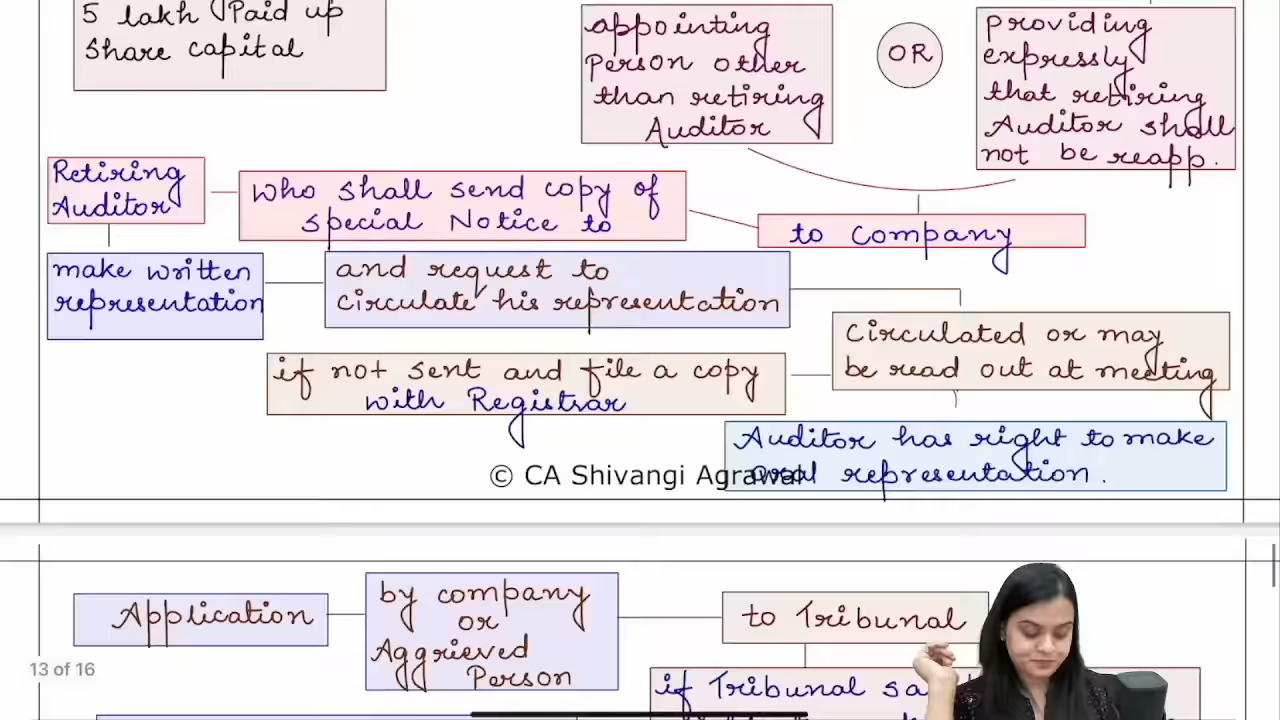 5 lakh Paid up
Share capital
appointing
Person other
than retiring
Auditor
OR
Providing
expressly
that retiring
Auditor shall
not be reapp.
Retiring
Auditor
who shall send copy of
special Notice to
to company
make written
representation
and request to
circulate his representation
Circulated or may
be read out at meeting
if not sent and file a copy
with Registrar
Auditor has right to make
oral representation.
© CA Shivangi Agrawal
Application
by company
or
Aggrieved
Person
to Tribunal
13 of 16
if Tribunal